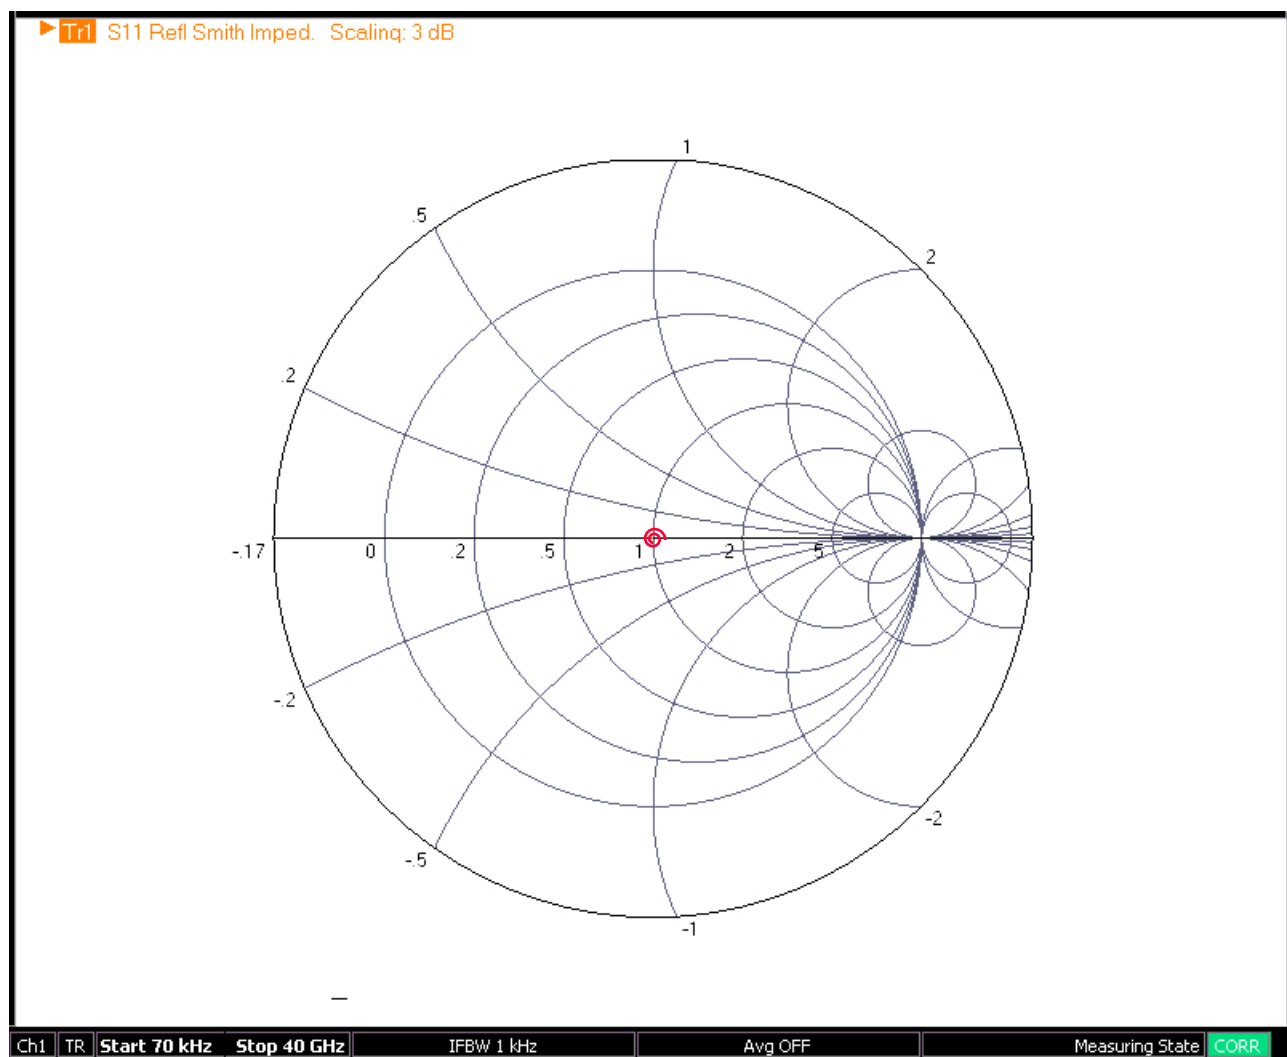 Tr1 S11 Refl Smith Imped. Scaling: 3 dB
1
.5
2
.2
-.17 0 .2 .5 1 2 5
-.2
-2
-.5
-1
Ch1 TR Start 70 kHz Stop 40 GHz IFBW 1 kHz Avg OFF Measuring State CORR